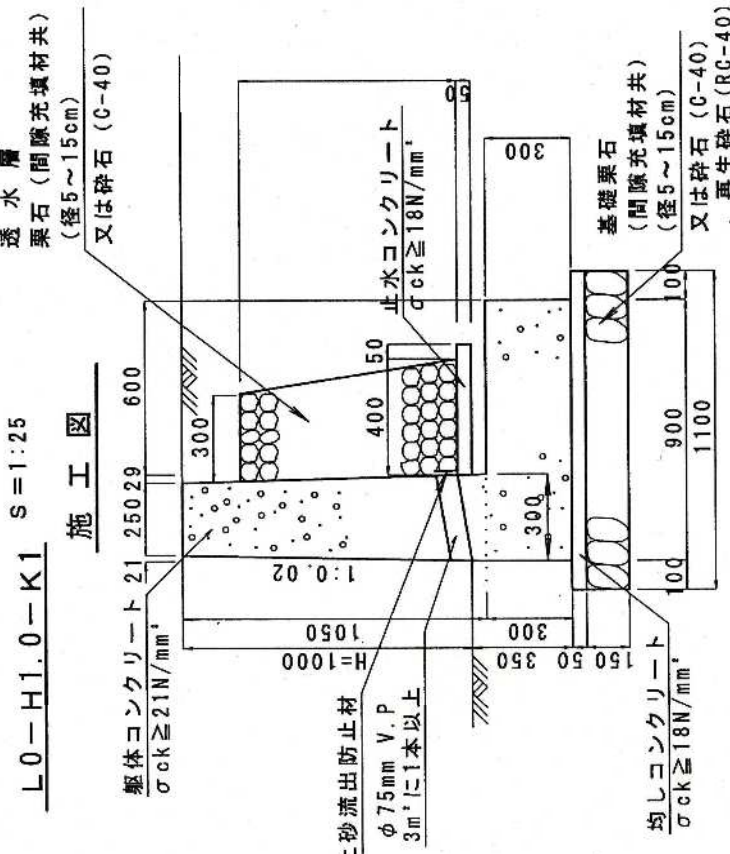 L0-H1.0-K1
S=1:25
施工図
透水層
栗石(間隙充填材共)
(径5~15cm)
又は砕石(C-40)
躯体コンクリート
σck≧21N/mm²
21
250
29
600
300
1:0.02
50
止水コンクリート
σck≧18N/mm²
400
50
H=1000
1050
300
300
300
350
50
150
土砂流出防止材
φ75mm V.P
3m²に1本以上
基礎栗石
(間隙充填材共)
(径5~15cm)
又は砕石(C-40)
再生砕石(RC-40)
均しコンクリート
σck≧18N/mm²
100
900
100
1100